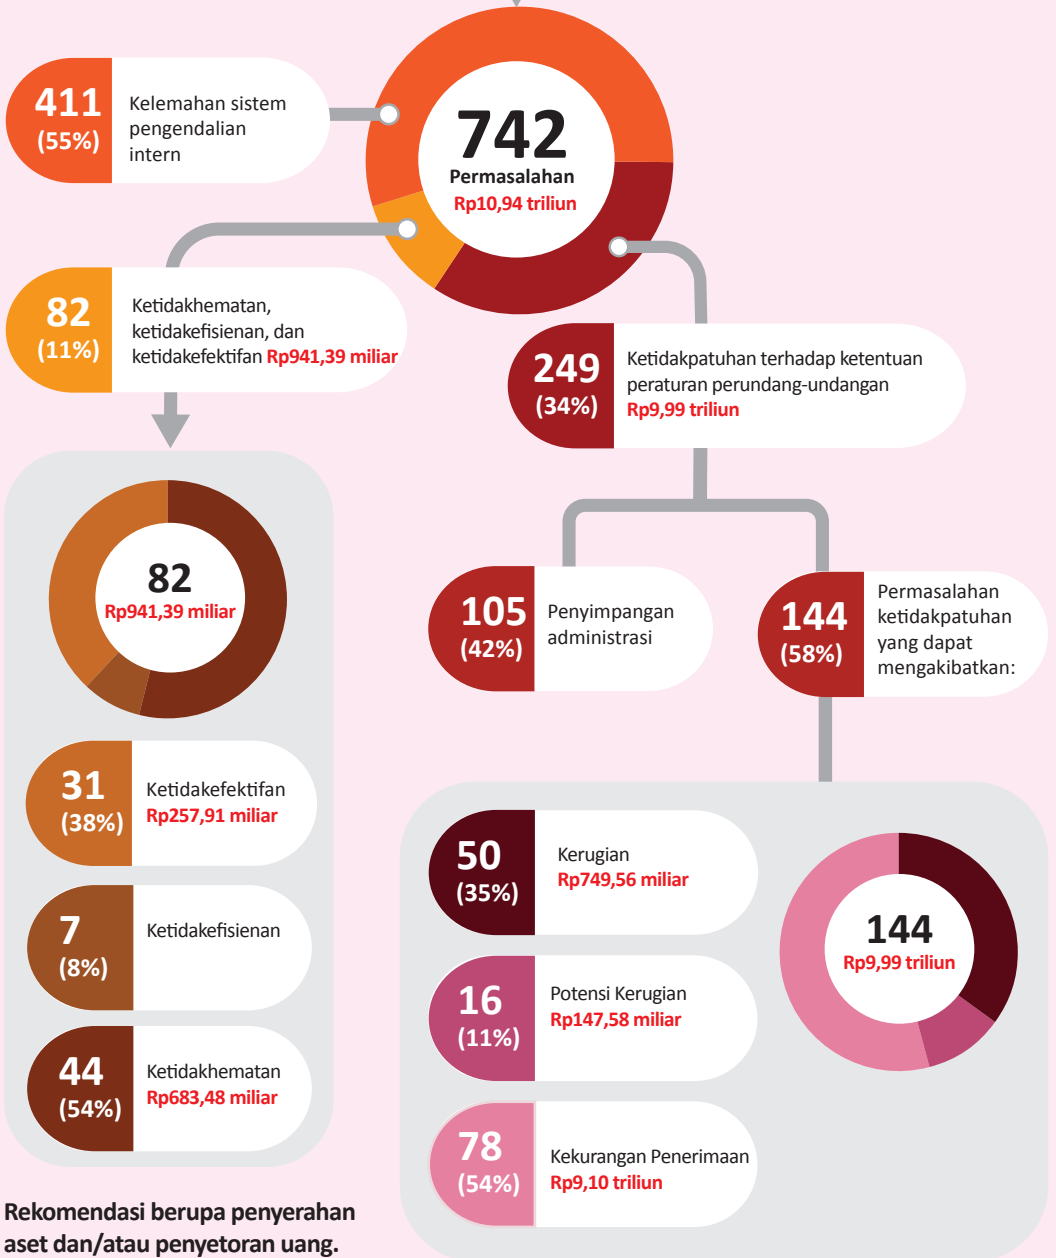 742
Permasalahan
Rp10,94 triliun
411
(55%)
Kelemahan sistem
pengendalian
intern
82
(11%)
Ketidakhematan,
ketidakefisienan, dan
ketidakefektifan Rp941,39 miliar
249
(34%)
Ketidakpatuhan terhadap ketentuan
peraturan perundang-undangan
Rp9,99 triliun
82
Rp941,39 miliar
31
(38%)
Ketidakefektifan
Rp257,91 miliar
7
(8%)
Ketidakefisienan
44
(54%)
Ketidakhematan
Rp683,48 miliar
105
(42%)
Penyimpangan
administrasi
144
(58%)
Permasalahan
ketidakpatuhan
yang dapat
mengakibatkan:
50
(35%)
Kerugian
Rp749,56 miliar
16
(11%)
Potensi Kerugian
Rp147,58 miliar
78
(54%)
Kekurangan Penerimaan
Rp9,10 triliun
144
Rp9,99 triliun
Rekomendasi berupa penyerahan
aset dan/atau penyetoran uang.